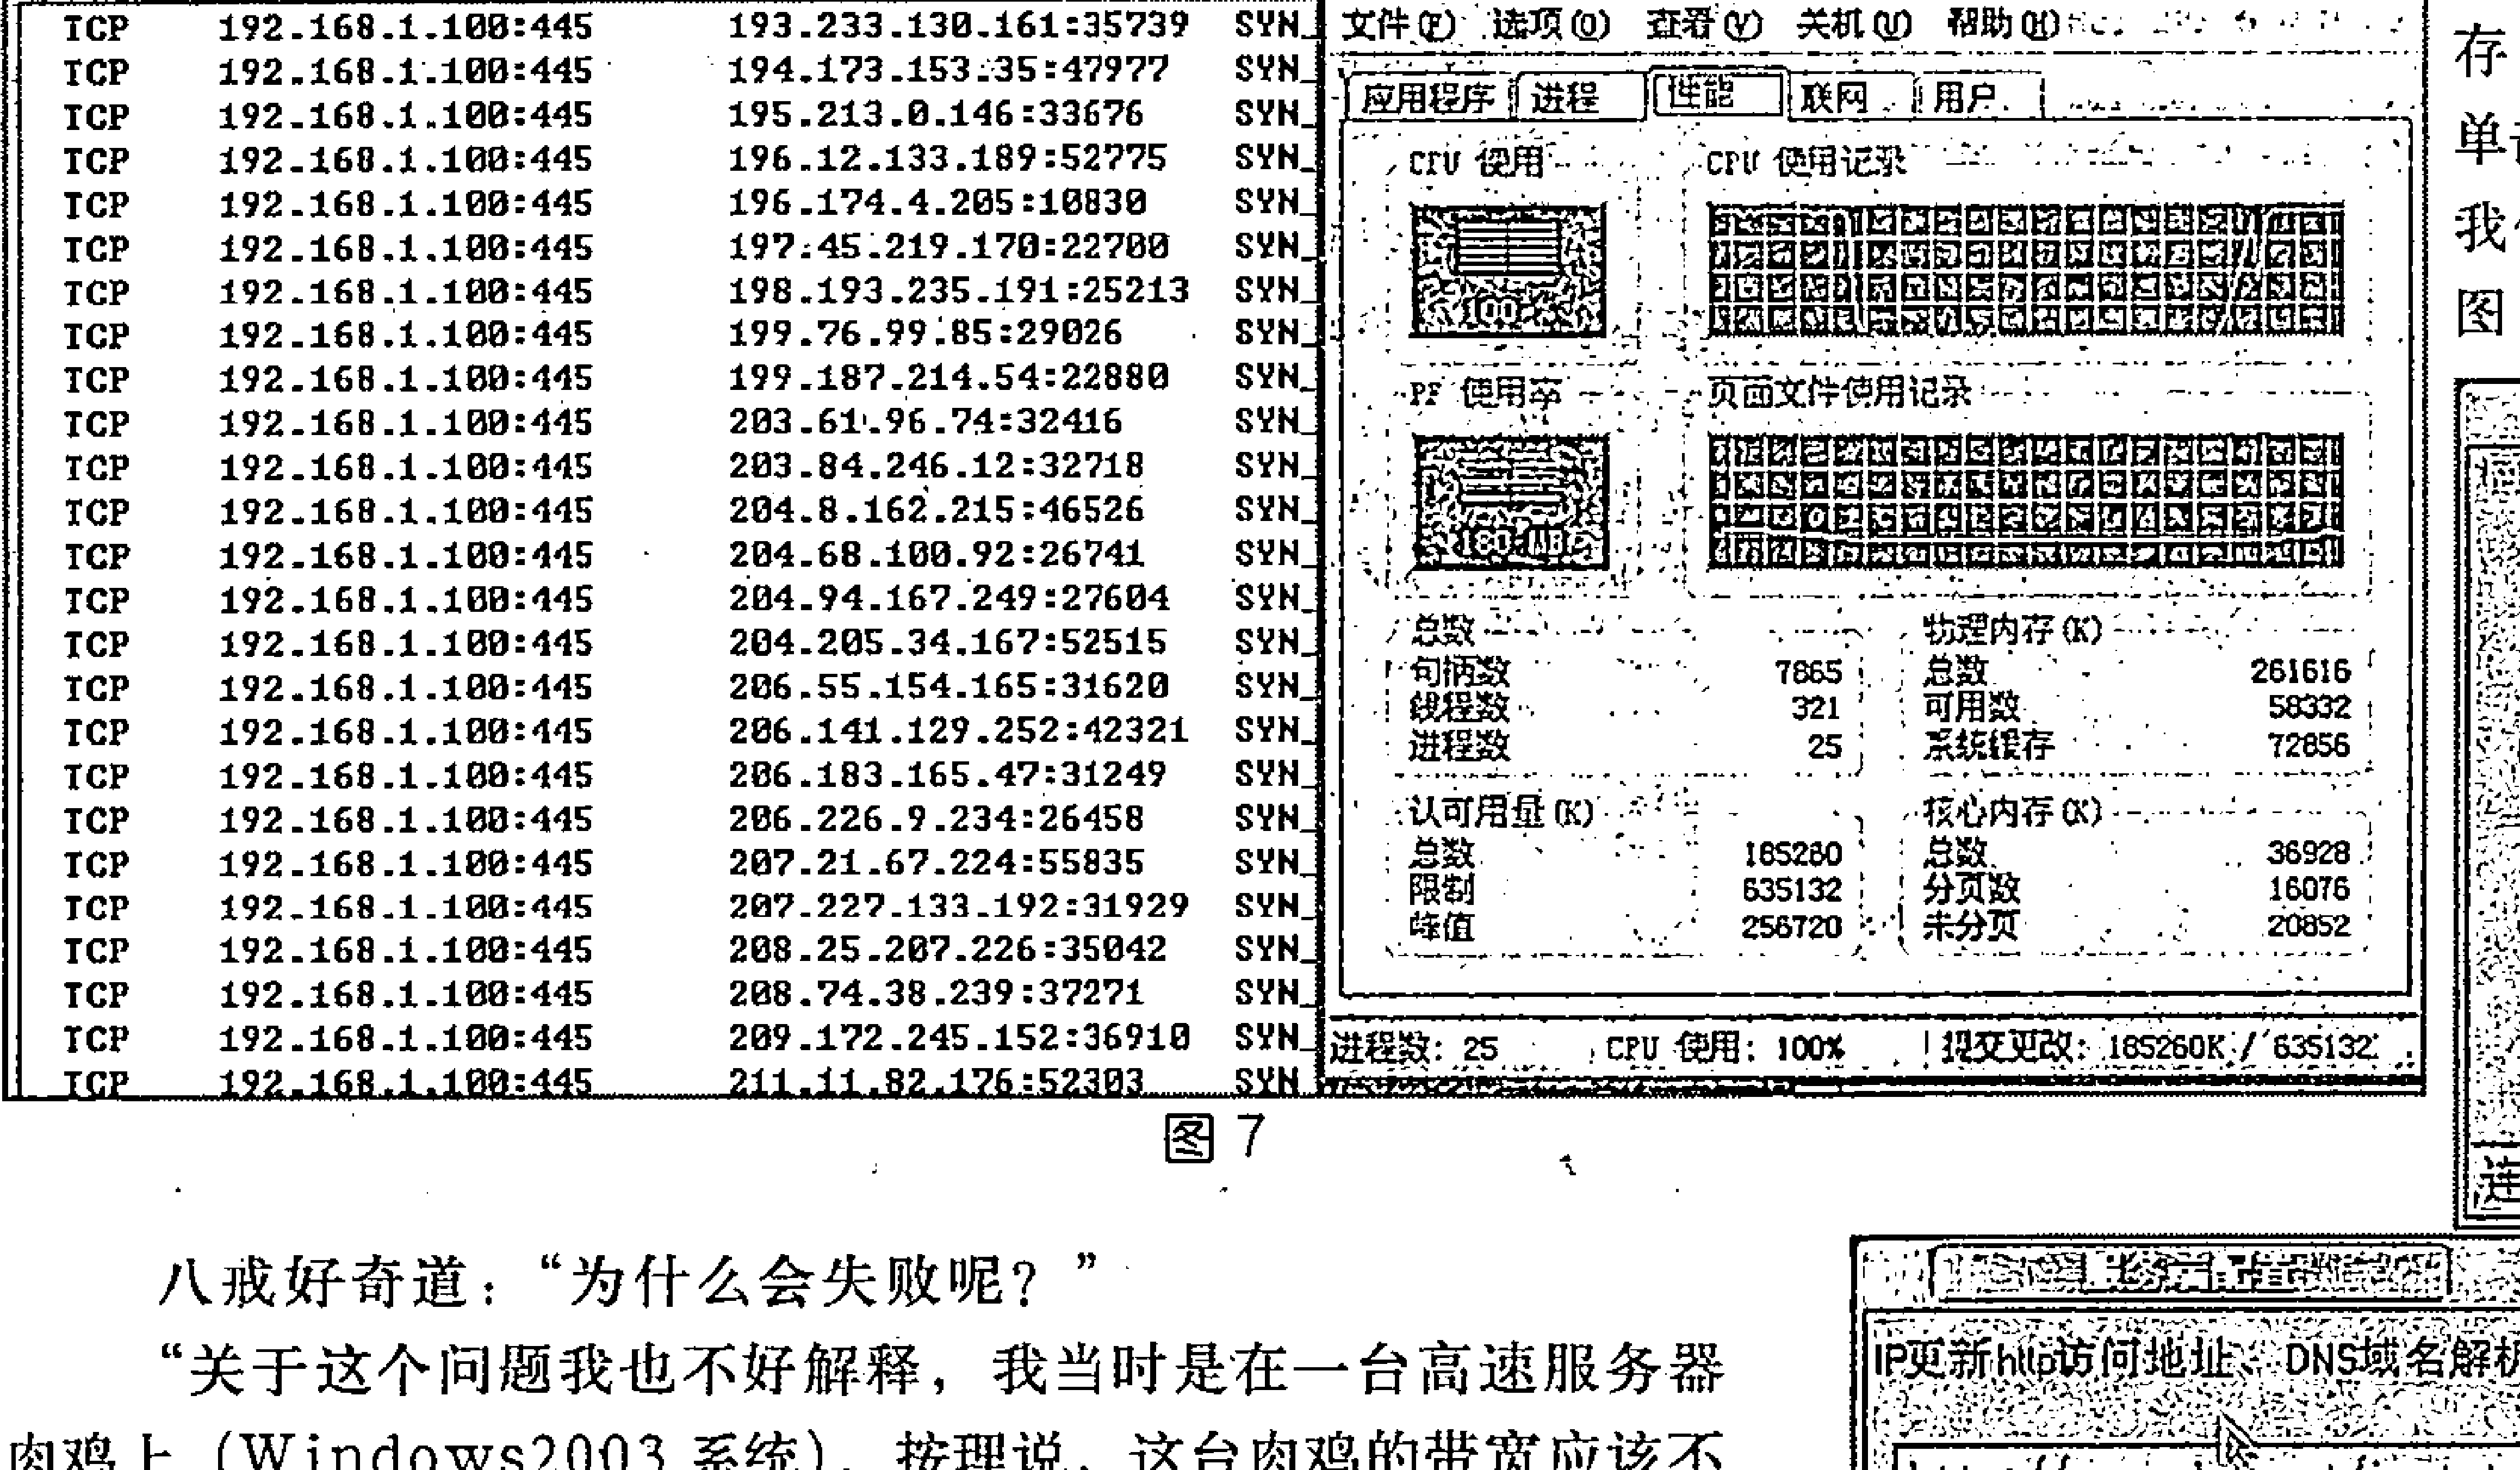 TCP 192.168.1.100:445 193.233.130.161:35739 SYN_
TCP 192.168.1.100:445 194.173.153.35:47977 SYN_
TCP 192.168.1.100:445 195.213.0.146:33676 SYN_
TCP 192.168.1.100:445 196.12.133.189:52775 SYN_
TCP 192.168.1.100:445 196.174.4.205:10830 SYN_
TCP 192.168.1.100:445 197.45.219.170:22700 SYN_
TCP 192.168.1.100:445 198.193.235.191:25213 SYN_
TCP 192.168.1.100:445 199.76.99.85:29026 SYN_
TCP 192.168.1.100:445 199.187.214.54:22880 SYN_
TCP 192.168.1.100:445 203.61.96.74:32416 SYN_
TCP 192.168.1.100:445 203.84.246.12:32718 SYN_
TCP 192.168.1.100:445 204.8.162.215:46526 SYN_
TCP 192.168.1.100:445 204.68.100.92:26741 SYN_
TCP 192.168.1.100:445 204.94.167.249:27604 SYN_
TCP 192.168.1.100:445 204.205.34.167:52515 SYN_
TCP 192.168.1.100:445 206.55.154.165:31620 SYN_
TCP 192.168.1.100:445 206.141.129.252:42321 SYN_
TCP 192.168.1.100:445 206.183.165.47:31249 SYN_
TCP 192.168.1.100:445 206.226.9.234:26458 SYN_
TCP 192.168.1.100:445 207.21.67.224:55835 SYN_
TCP 192.168.1.100:445 207.227.133.192:31929 SYN_
TCP 192.168.1.100:445 208.25.207.226:35042 SYN_
TCP 192.168.1.100:445 208.74.38.239:37271 SYN_
TCP 192.168.1.100:445 209.172.245.152:36910 SYN_
TCP 192.168.1.100:445 211.11.82.176:52303 SYN
文件(F) 选项(O) 查看(V) 关机(U) 帮助(H)
应用程序 进程 性能 联网 用户
CPU 使用 CPU 使用记录
100
PF 使用率 页面文件使用记录
180 MB
总数 物理内存(K)
句柄数 7865 总数 261616
线程数 321 可用数 58332
进程数 25 系统缓存 72856
认可用量(K) 核心内存(K)
总数 185260 总数 36928
限制 635132 分页数 16076
峰值 256720 未分页 20852
进程数: 25 CPU 使用: 100% 提交更改: 185260K / 635132
图 7
八戒好奇道：“为什么会失败呢？”
“关于这个问题我也不好解释，我当时是在一台高速服务器
肉鸡上（Windows2003 系统），按理说，这台肉鸡的带宽应该不
存
单
我
图
连
IP更新http访问地址、DNS域名解析